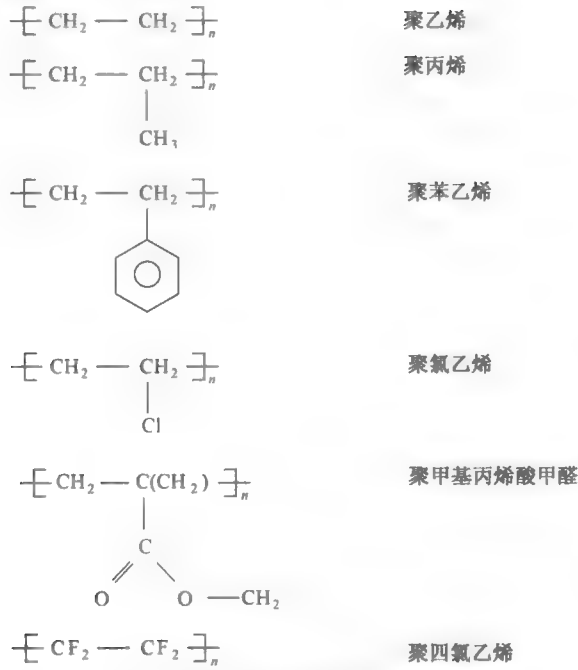 [CH₂—CH₂]ₙ 聚乙烯
[CH₂—CH₂]ₙ 聚丙烯
CH₃
[CH₂—CH₂]ₙ 聚苯乙烯
[CH₂—CH₂]ₙ 聚氯乙烯
Cl
[CH₂—C(CH₂)]ₙ 聚甲基丙烯酸甲醛
C
O O—CH₂
[CF₂—CF₂]ₙ 聚四氯乙烯